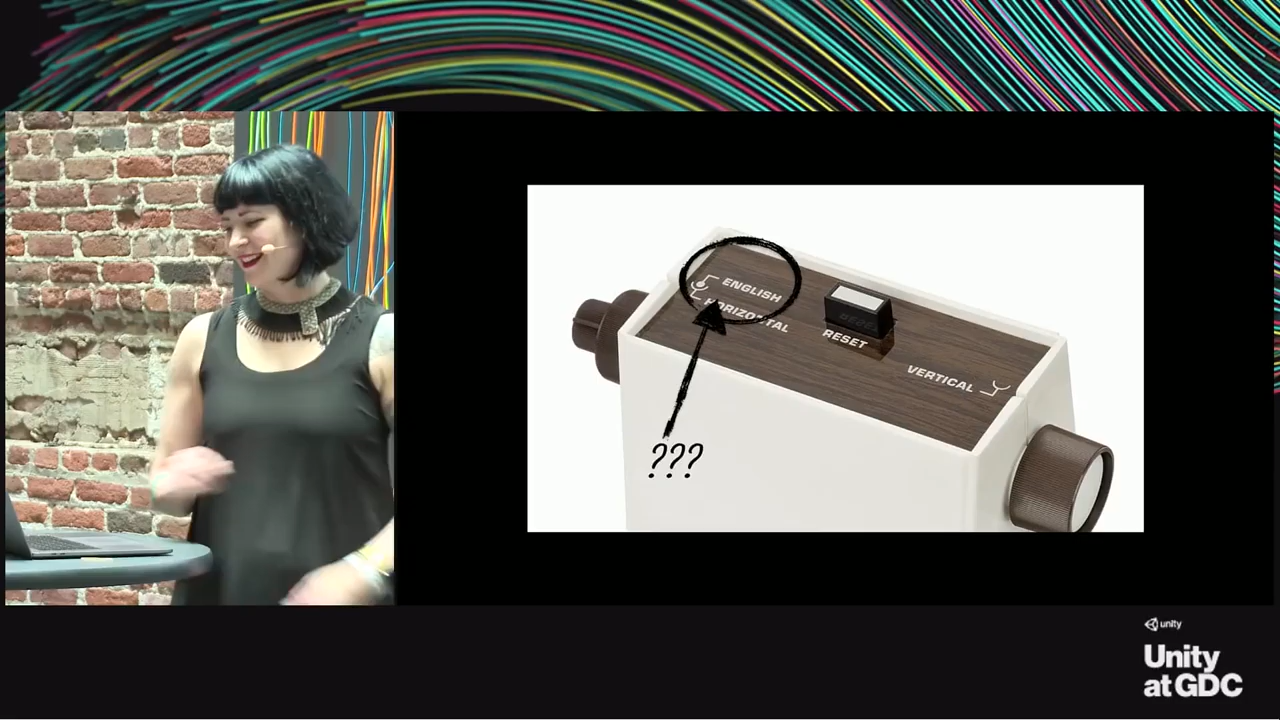 ENGLISH
HORIZONTAL
RESET
VERTICAL
???
unity
Unity
at GDC